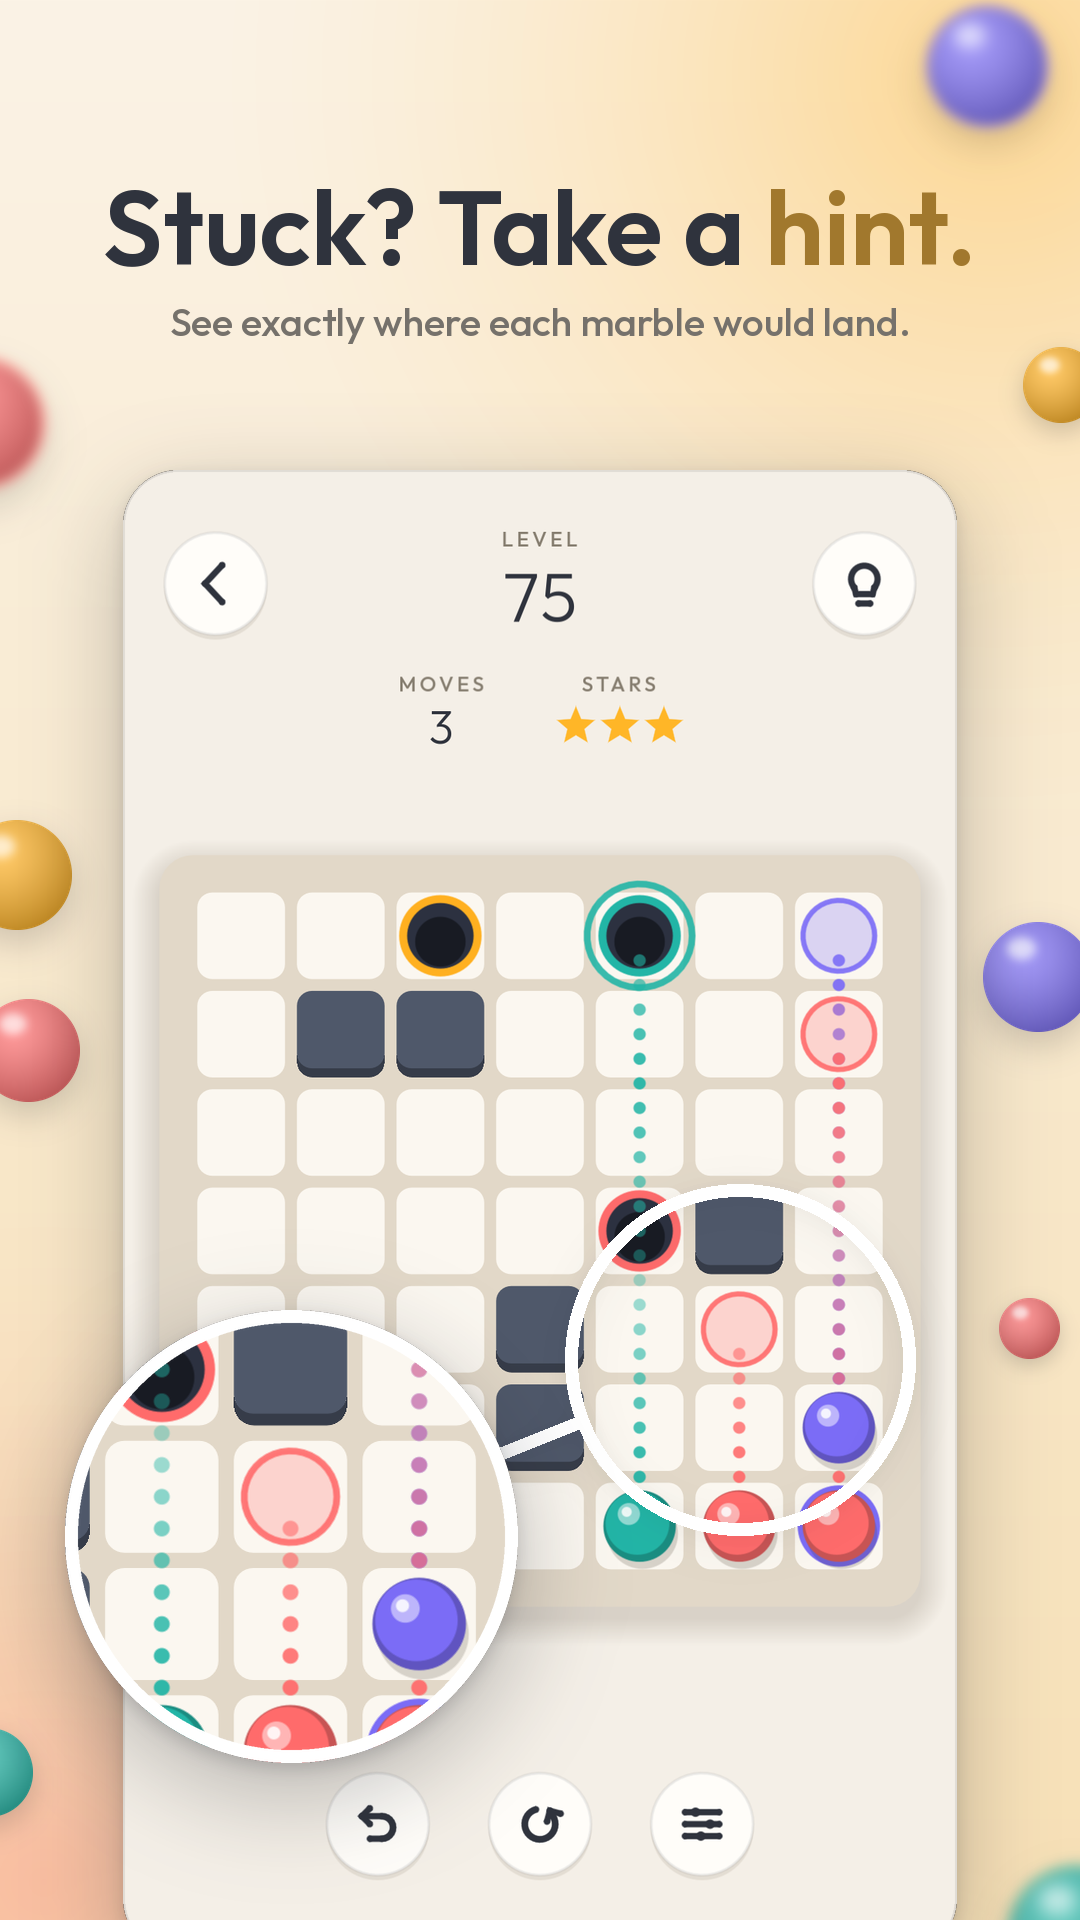 Stuck? Take a hint.
See exactly where each marble would land.
LEVEL
75
MOVES STARS
3